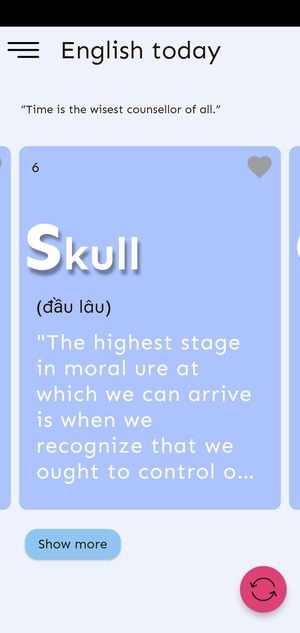 English today
“Time is the wisest counsellor of all.”
6
Skull
(đầu lâu)
"The highest stage
in moral ure at
which we can arrive
is when we
recognize that we
ought to control o...
Show more